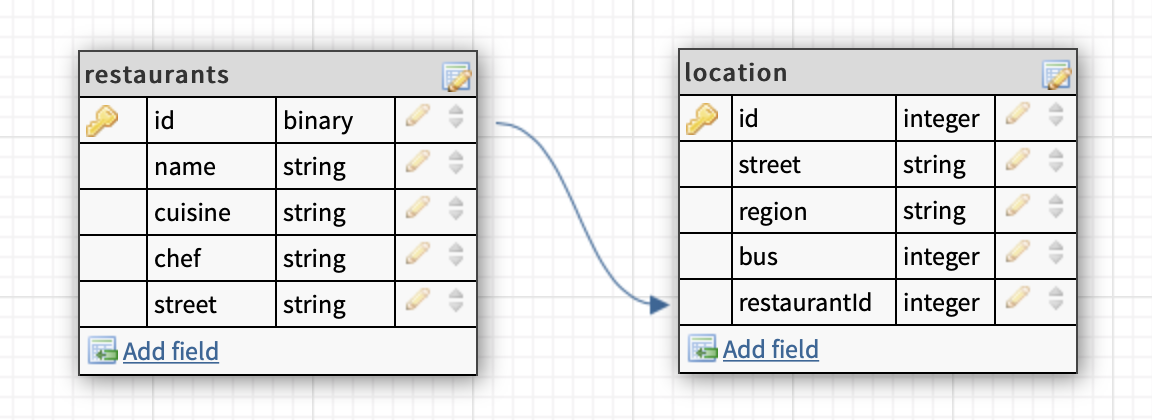 restaurants
id binary
name string
cuisine string
chef string
street string
Add field
location
id integer
street string
region string
bus integer
restaurantId integer
Add field